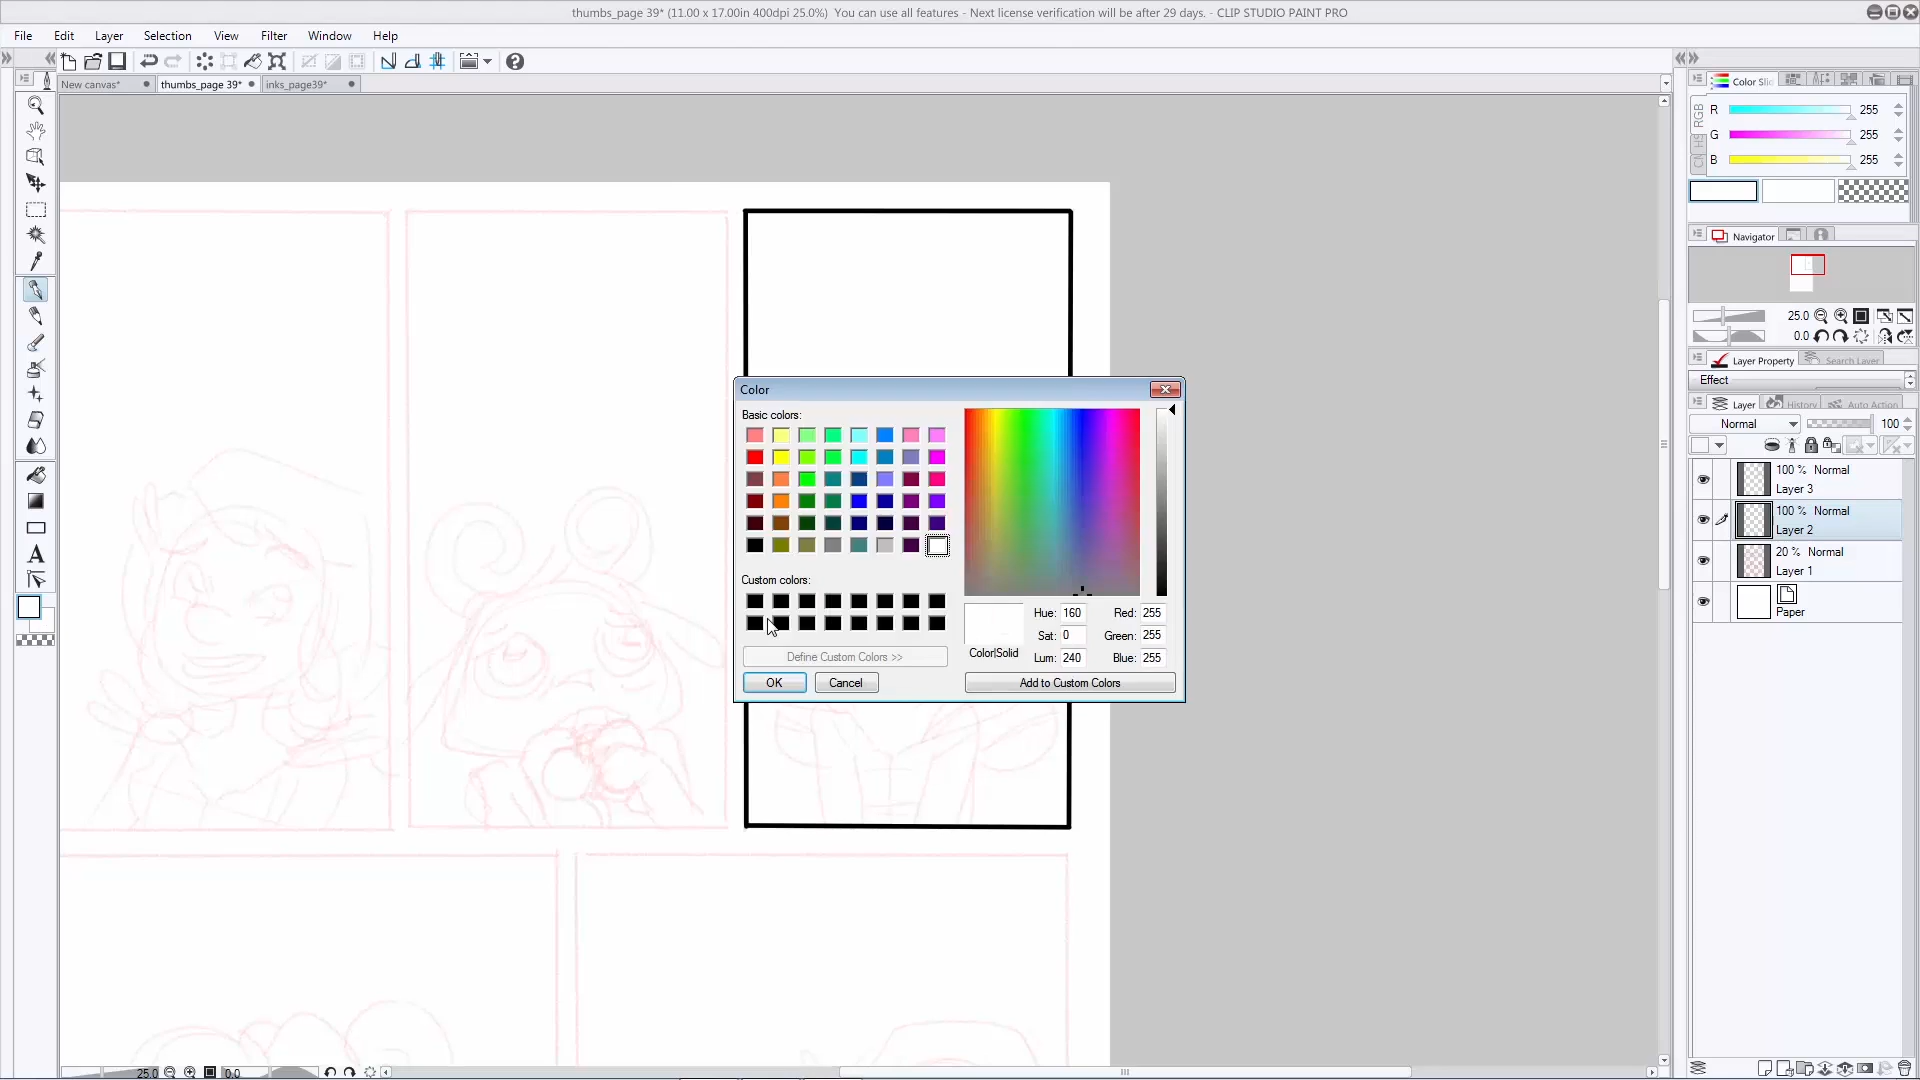 thumbs_page 39* (11.00 x 17.00in 400dpi 25.0%) You can use all features - Next license verification will be after 29 days. - CLIP STUDIO PAINT PRO
File Edit Layer Selection View Filter Window Help
New canvas* thumbs_page 39* inks_page39*
Color Sli
RGB
R 255
G 255
B 255
Navigator
25.0
0.0
Layer Property Search Layer
Effect
Layer History Auto Action
Normal 100
100 % Normal
Layer 3
100 % Normal
Layer 2
20 % Normal
Layer 1
Paper
Color
Basic colors:
Custom colors:
Define Custom Colors >>
OK Cancel
Hue: 160 Red: 255
Sat: 0 Green: 255
Color|Solid
Lum: 240 Blue: 255
Add to Custom Colors
25.0 0.0